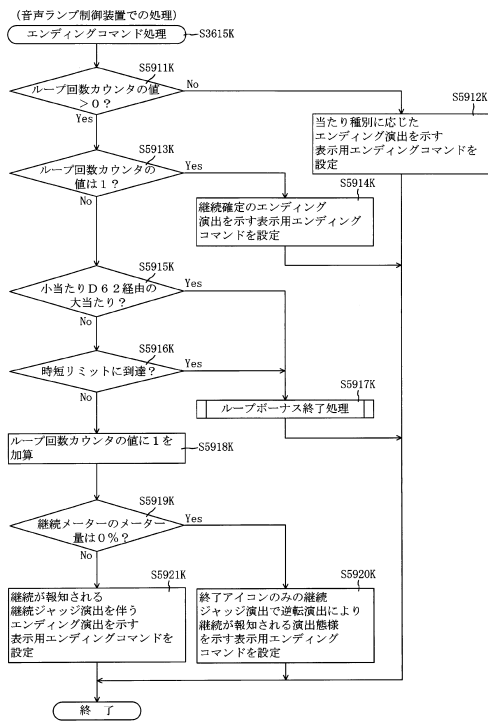 (音声ランプ制御装置での処理)
エンディングコマンド処理
S3615K
S5911K
ループ回数カウンタの値
>0?
No
Yes
S5912K
当たり種別に応じた
エンディング演出を示す
表示用エンディングコマンドを
設定
S5913K
ループ回数カウンタの
値は1?
Yes
No
S5914K
継続確定のエンディング
演出を示す表示用エンディング
コマンドを設定
S5915K
小当たりD62経由の
大当たり?
Yes
No
S5916K
時短リミットに到達?
Yes
No
S5917K
ループボーナス終了処理
ループ回数カウンタの値に1を
加算
S5918K
S5919K
継続メーターのメーター
量は0%?
Yes
No
S5921K
継続が報知される
継続ジャッジ演出を伴う
エンディング演出を示す
表示用エンディングコマンドを
設定
S5920K
終了アイコンのみの継続
ジャッジ演出で逆転演出により
継続が報知される演出態様
を示す表示用エンディング
コマンドを設定
終 了